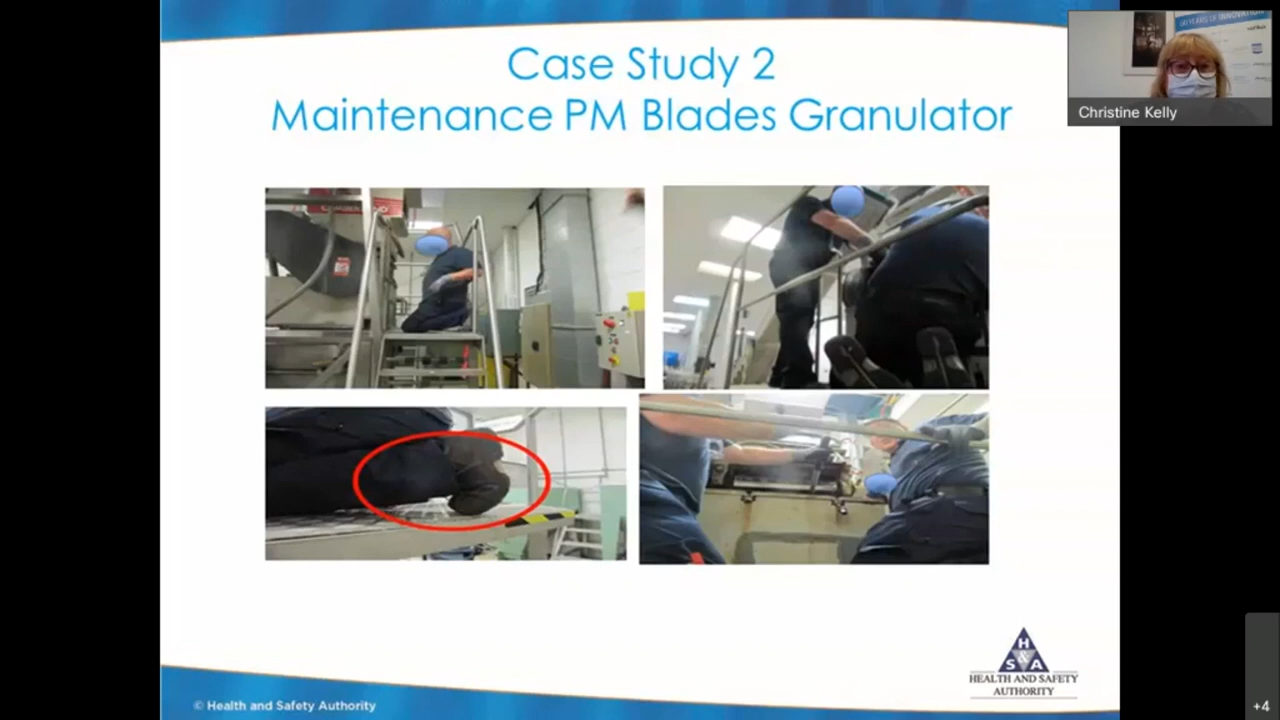 Case Study 2
Maintenance PM Blades Granulator
Christine Kelly
H
&
S A
HEALTH AND SAFETY
AUTHORITY
© Health and Safety Authority
+4